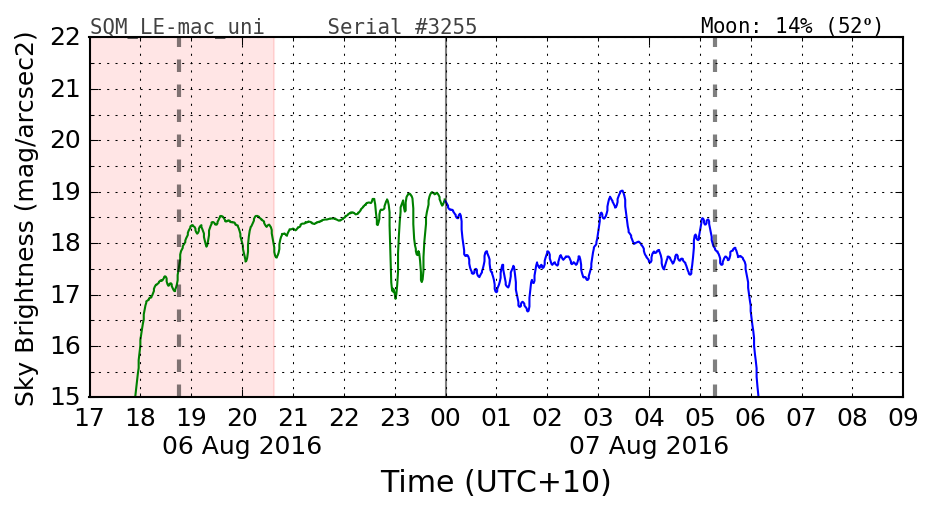 SQM_LE-mac_uni Serial #3255 Moon: 14% (52°)
22
21
20
19
18
17
16
15
Sky Brightness (mag/arcsec2)
17 18 19 20 21 22 23 00 01 02 03 04 05 06 07 08 09
06 Aug 2016 07 Aug 2016
Time (UTC+10)